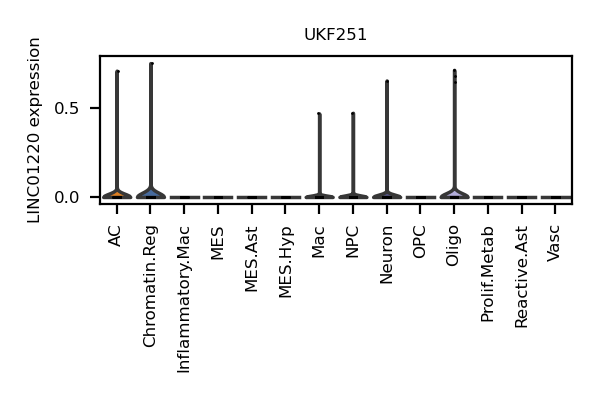 UKF251
LINC01220 expression
0.5
0.0
AC
Chromatin.Reg
Inflammatory.Mac
MES
MES.Ast
MES.Hyp
Mac
NPC
Neuron
OPC
Oligo
Prolif.Metab
Reactive.Ast
Vasc